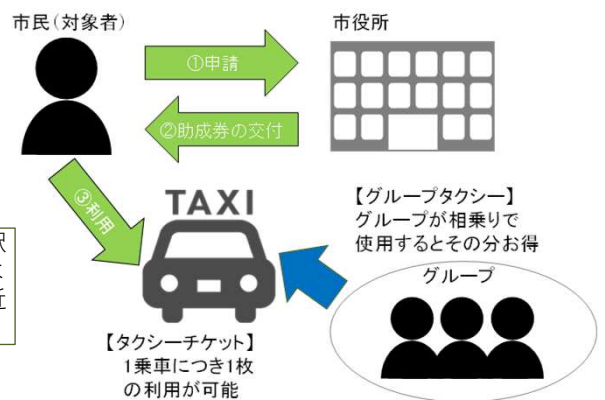 市民(対象者)
市役所
①申請
②助成券の交付
③利用
TAXI
【グループタクシー】
グループが相乗りで
使用するとその分お得
グループ
【タクシーチケット】
1乗車につき1枚
の利用が可能